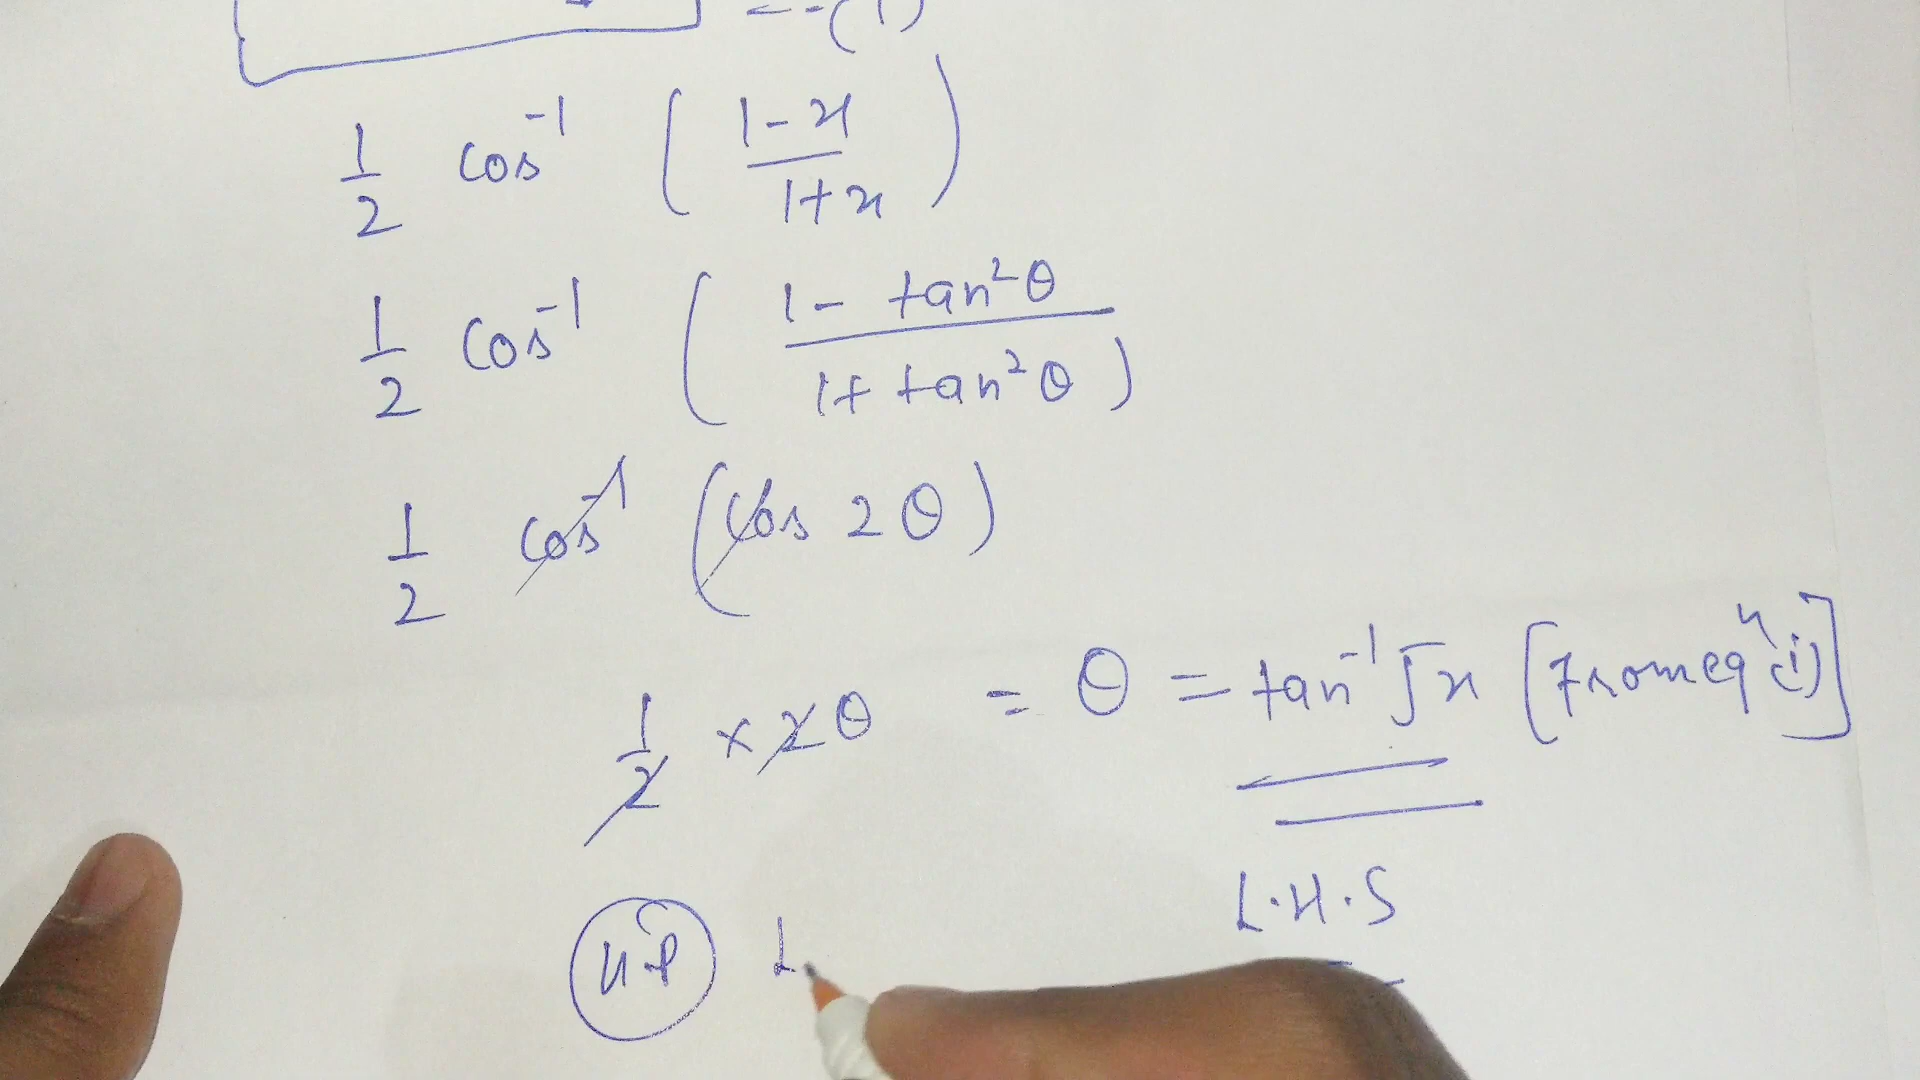 --(1)
1/2 cos⁻¹ ( (1-x)/(1+x) )
1/2 cos⁻¹ ( (1- tan²θ)/(1+ tan²θ) )
1/2 cos⁻¹ (cos 2θ)
1/2 × 2θ = θ = tan⁻¹ √x [From eqⁿ (i)]
L.H.S
H.P L